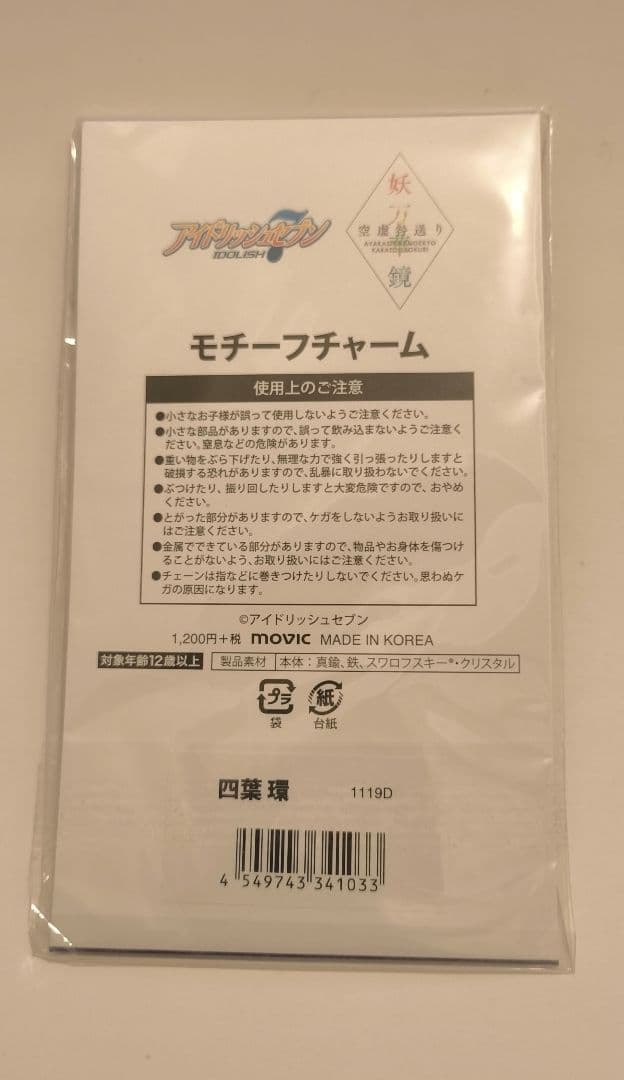 アイドリッシュセブン
IDOLiSH7
妖
万
空虚 送り
華
AYAKASHI
鏡
モチーフチャーム
使用上のご注意
●小さなお子様が誤って使用しないようご注意ください。
●小さな部品がありますので、誤って飲み込まないようご注意く
ださい。窒息などの危険があります。
●重い物をぶら下げたり、無理な力で強く引っ張ったりしますと
破損する恐れがありますので、乱暴に取り扱わないでください。
●ぶつけたり、振り回したりしますと大変危険ですので、おやめ
ください。
●とがった部分がありますので、ケガをしないようお取り扱いに
はご注意ください。
●金属でできている部分がありますので、物品やお身体を傷つけ
ることがないよう、お取り扱いにはご注意ください。
●チェーンは指などに巻きつけたりしないでください。思わぬケ
ガの原因になります。
©アイドリッシュセブン
1,200円+税 movic MADE IN KOREA
対象年齢12歳以上 製品素材 本体:真鍮、鉄、スワロフスキー®・クリスタル
プラ 紙
袋 台紙
四葉 環 1119D
4 549743 341033